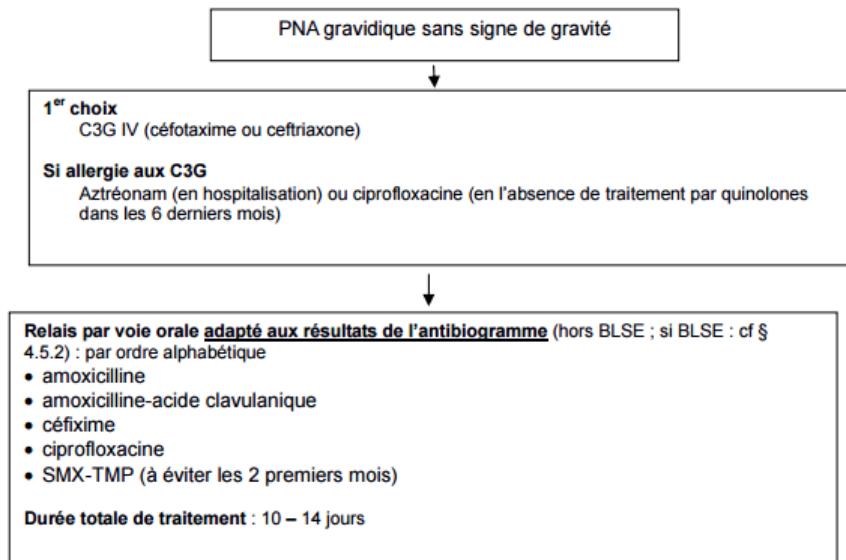 PNA gravidique sans signe de gravité
1er choix
C3G IV (céfotaxime ou ceftriaxone)
Si allergie aux C3G
Aztréonam (en hospitalisation) ou ciprofloxacine (en l'absence de traitement par quinolones
dans les 6 derniers mois)
Relais par voie orale adapté aux résultats de l'antibiogramme (hors BLSE ; si BLSE : cf §
4.5.2) : par ordre alphabétique
• amoxicilline
• amoxicilline-acide clavulanique
• céfixime
• ciprofloxacine
• SMX-TMP (à éviter les 2 premiers mois)
Durée totale de traitement : 10 – 14 jours